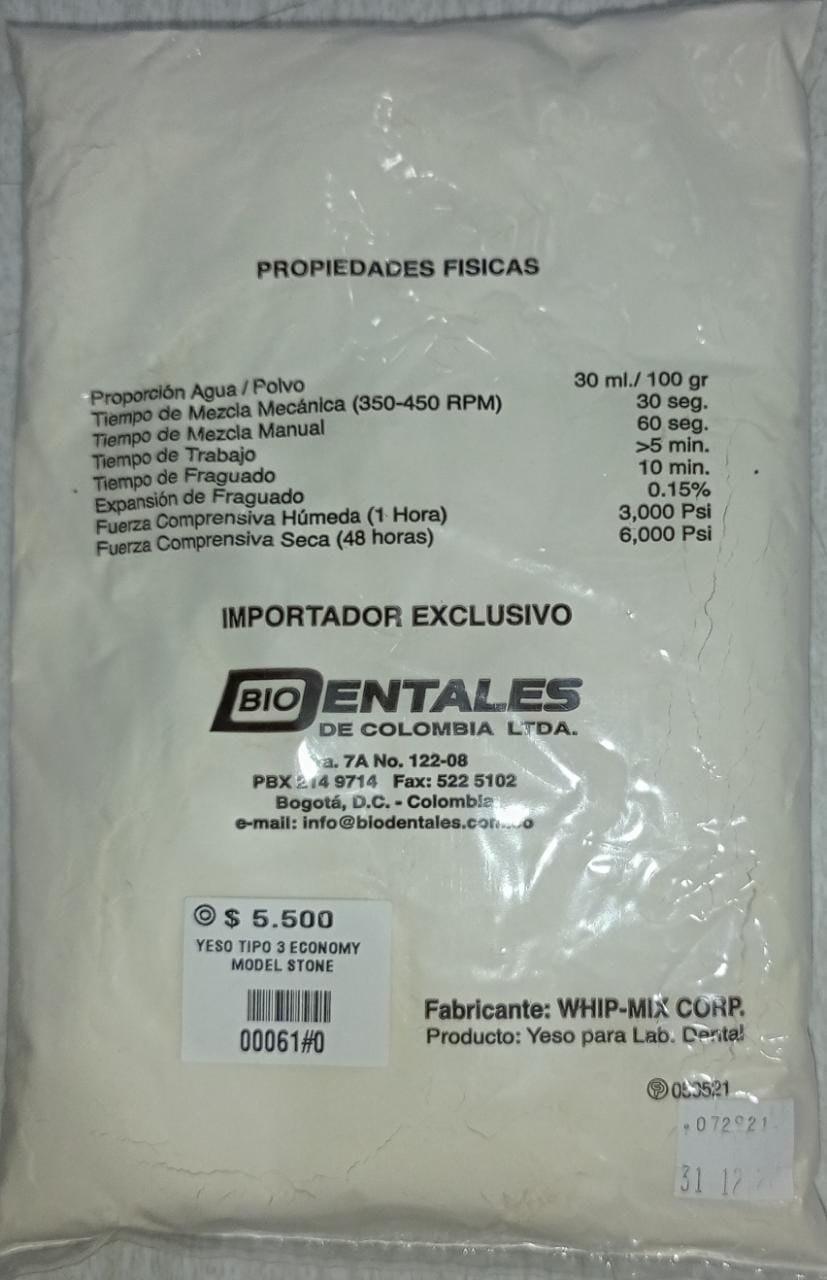 PROPIEDADES FISICAS
Proporción Agua / Polvo 30 ml./ 100 gr
Tiempo de Mezcla Mecánica (350-450 RPM) 30 seg.
Tiempo de Mezcla Manual 60 seg.
Tiempo de Trabajo >5 min.
Tiempo de Fraguado 10 min.
Expansión de Fraguado 0.15%
Fuerza Comprensiva Húmeda (1 Hora) 3,000 Psi
Fuerza Comprensiva Seca (48 horas) 6,000 Psi
IMPORTADOR EXCLUSIVO
BIODENTALES
DE COLOMBIA LTDA.
7A No. 122-08
PBX 214 9714 Fax: 522 5102
Bogotá, D.C. - Colombia
e-mail:
$ 5.500
YESO TIPO 3 ECONOMY
MODEL STONE
00061#0
Fabricante: WHIP-MIX CORP.
Producto: Yeso para Lab. Dental
31 12